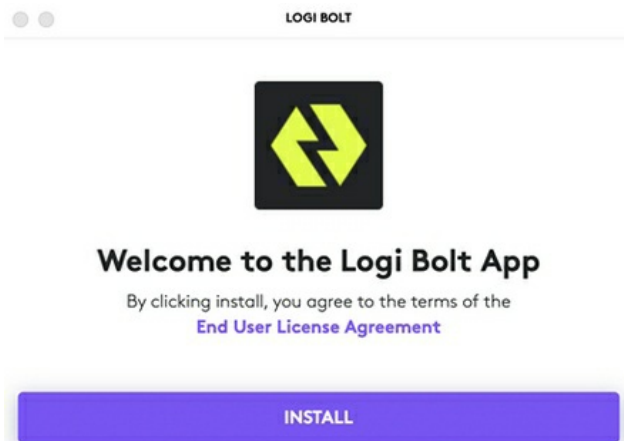 LOGI BOLT
Welcome to the Logi Bolt App
By clicking install, you agree to the terms of the
End User License Agreement
INSTALL